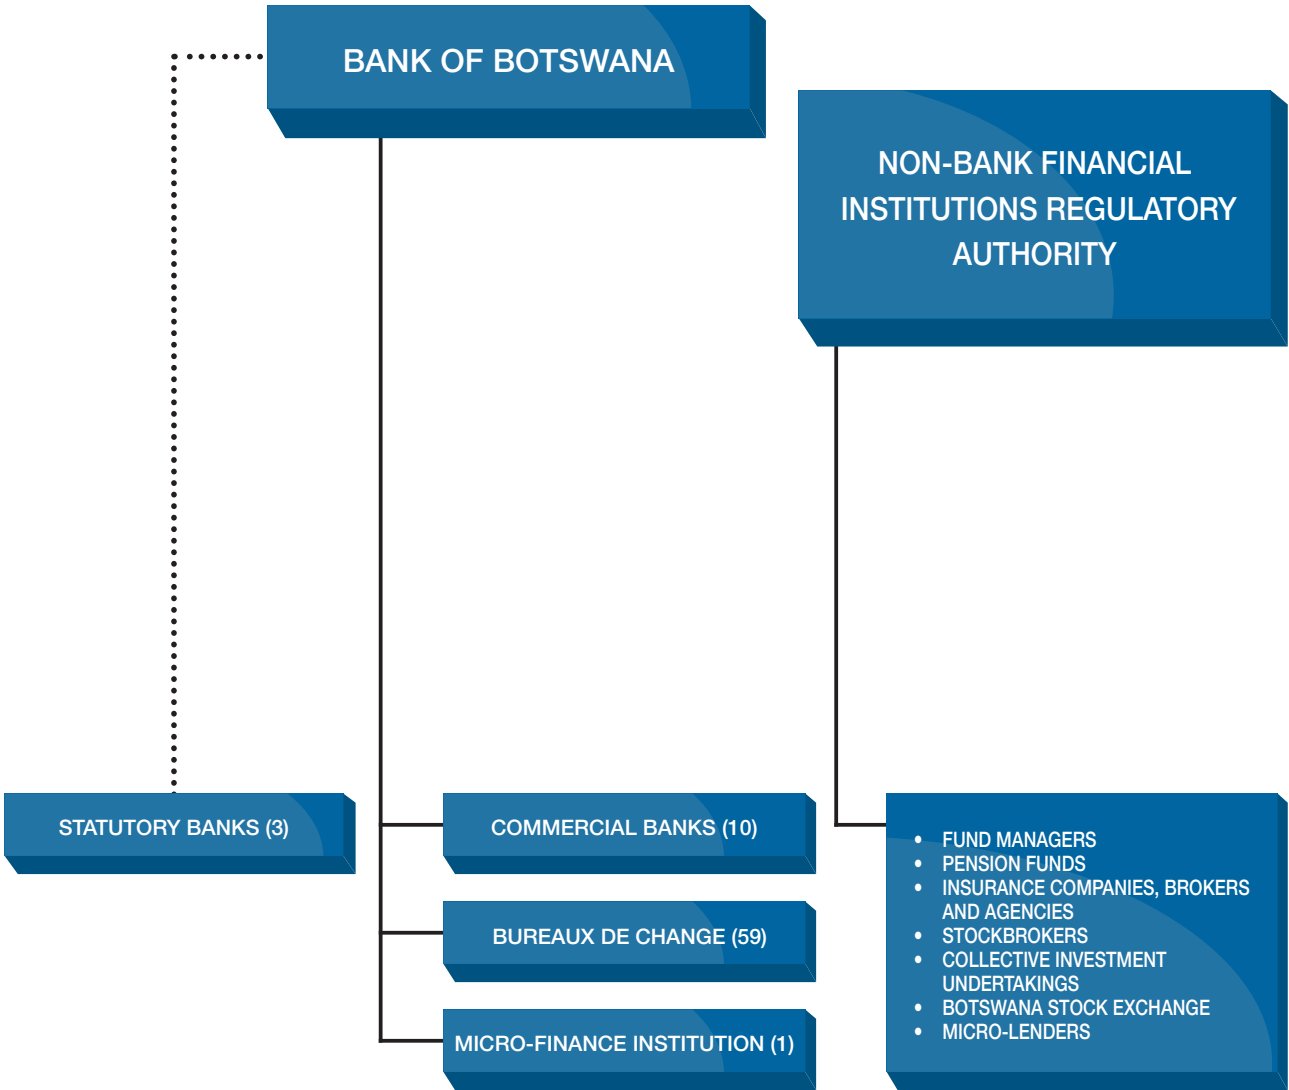 BANK OF BOTSWANA
NON-BANK FINANCIAL
INSTITUTIONS REGULATORY
AUTHORITY
STATUTORY BANKS (3)
COMMERCIAL BANKS (10)
BUREAUX DE CHANGE (59)
MICRO-FINANCE INSTITUTION (1)
• FUND MANAGERS
• PENSION FUNDS
• INSURANCE COMPANIES, BROKERS
AND AGENCIES
• STOCKBROKERS
• COLLECTIVE INVESTMENT
UNDERTAKINGS
• BOTSWANA STOCK EXCHANGE
• MICRO-LENDERS